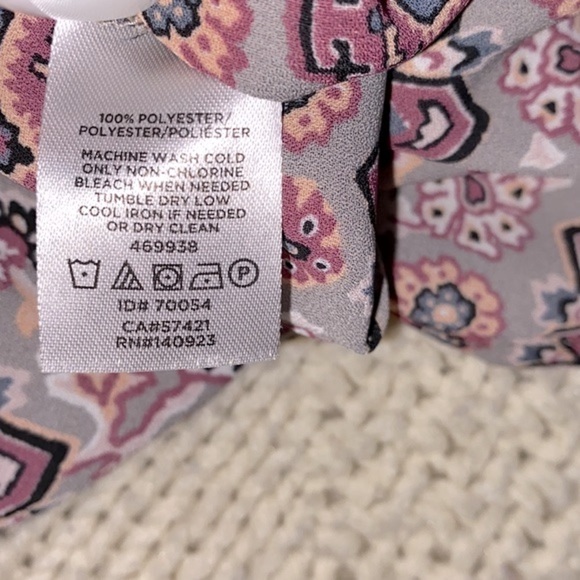 100% POLYESTER/
POLYESTER/POLIÉSTER
MACHINE WASH COLD
ONLY NON-CHLORINE
BLEACH WHEN NEEDED
TUMBLE DRY LOW
COOL IRON IF NEEDED
OR DRY CLEAN
469938
P
ID# 70054
CA#57421
RN#140923